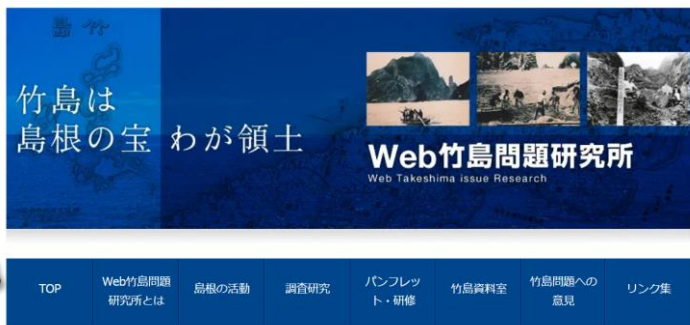 島 竹
竹島は
島根の宝 わが領土
Web竹島問題研究所
Web Takeshima issue Research
TOP
Web竹島問題
研究所とは
島根の活動
調査研究
パンフレッ
ト・研修
竹島資料室
竹島問題への
意見
リンク集